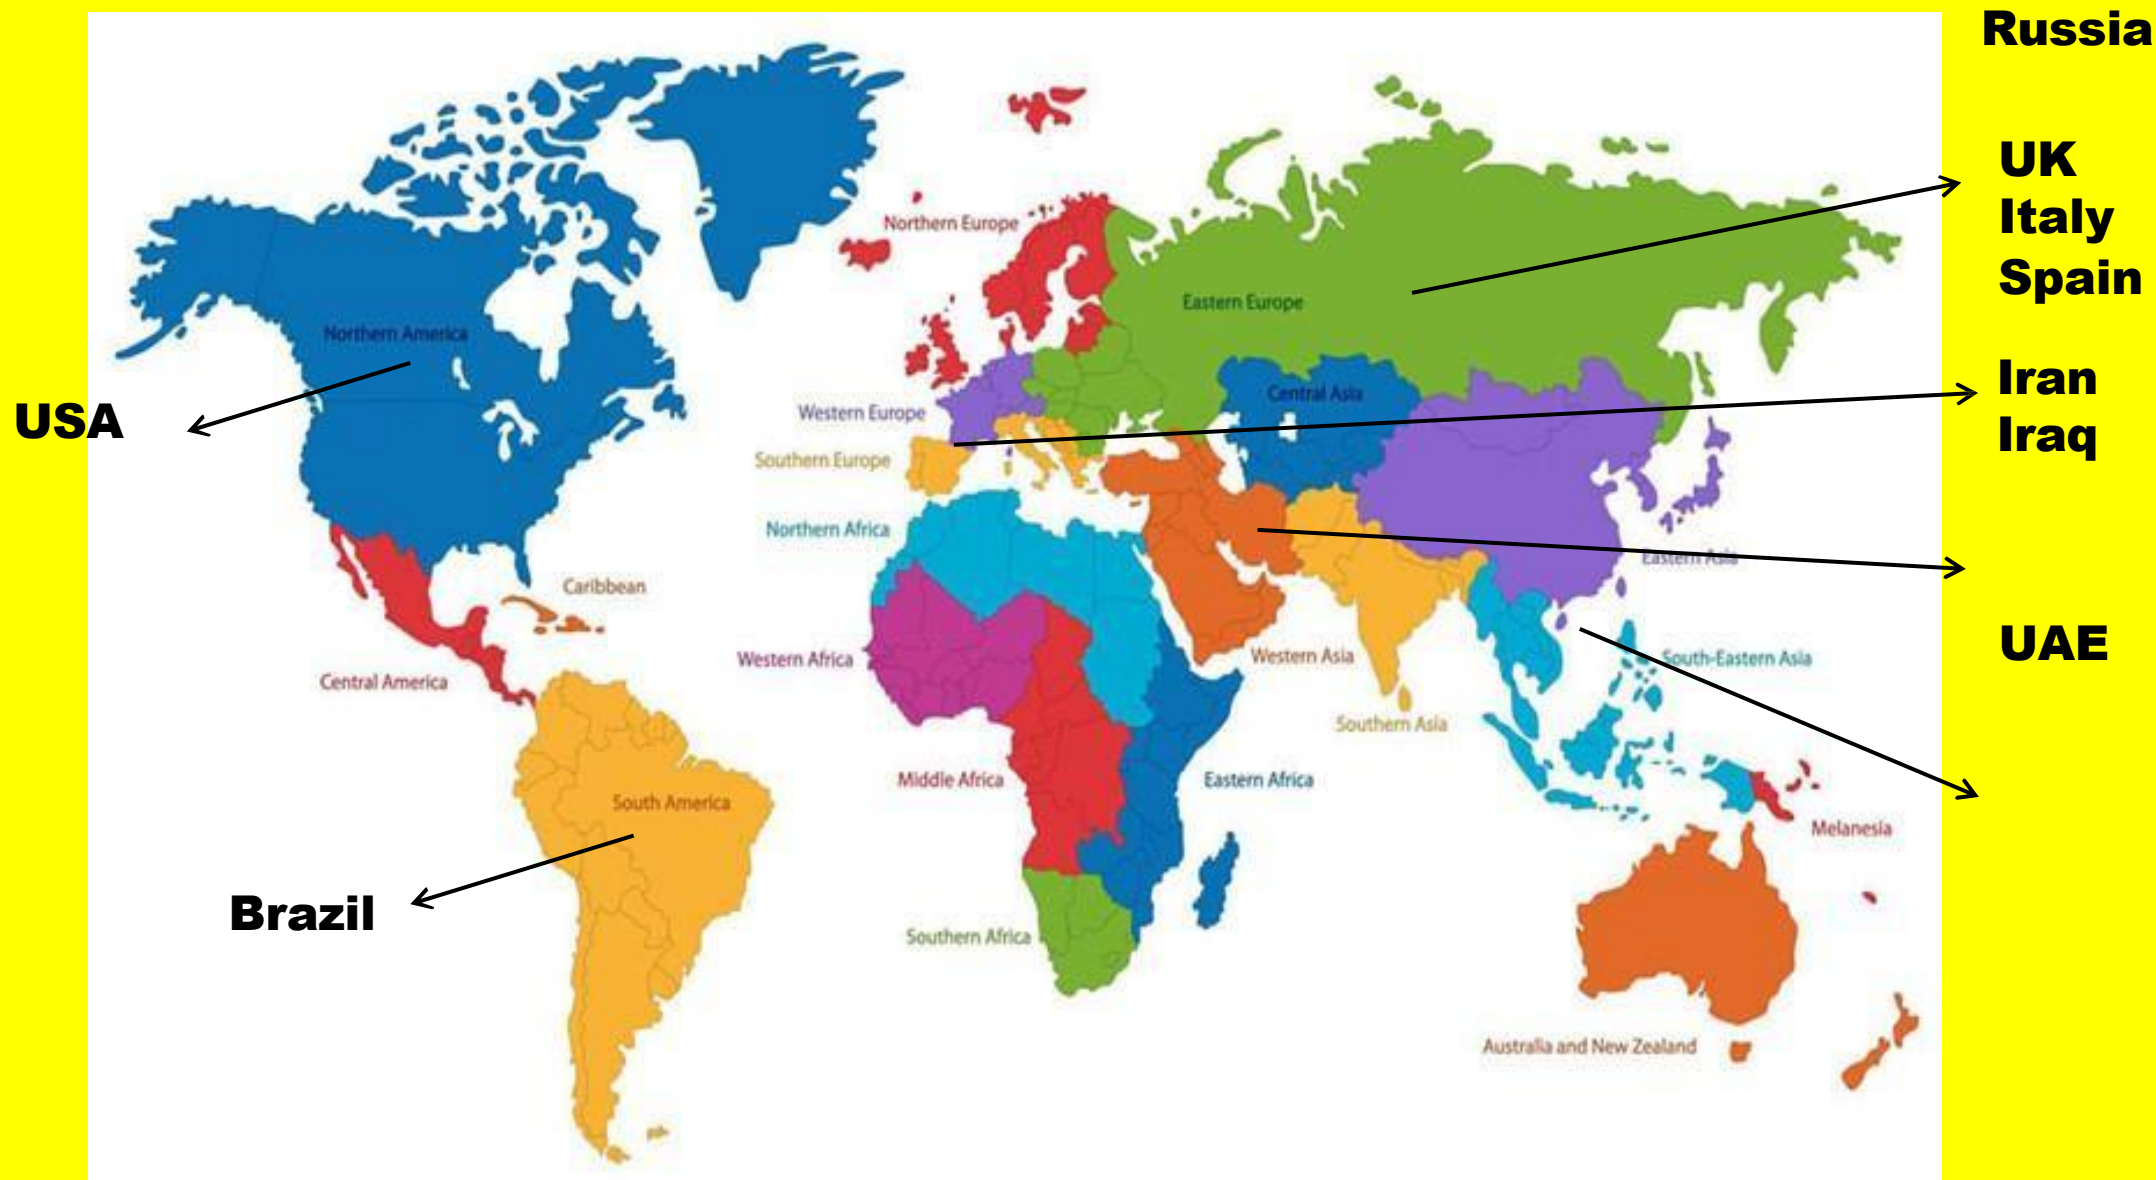 Russia
UK
Italy
Spain
Northern Europe
Eastern Europe
Northern America
Iran
Iraq
Central Asia
USA
Western Europe
Southern Europe
Northern Africa
Eastern Asia
Caribbean
UAE
Western Africa
Western Asia
South-Eastern Asia
Central America
Southern Asia
Middle Africa
Eastern Africa
South America
Melanesia
Brazil
Southern Africa
Australia and New Zealand